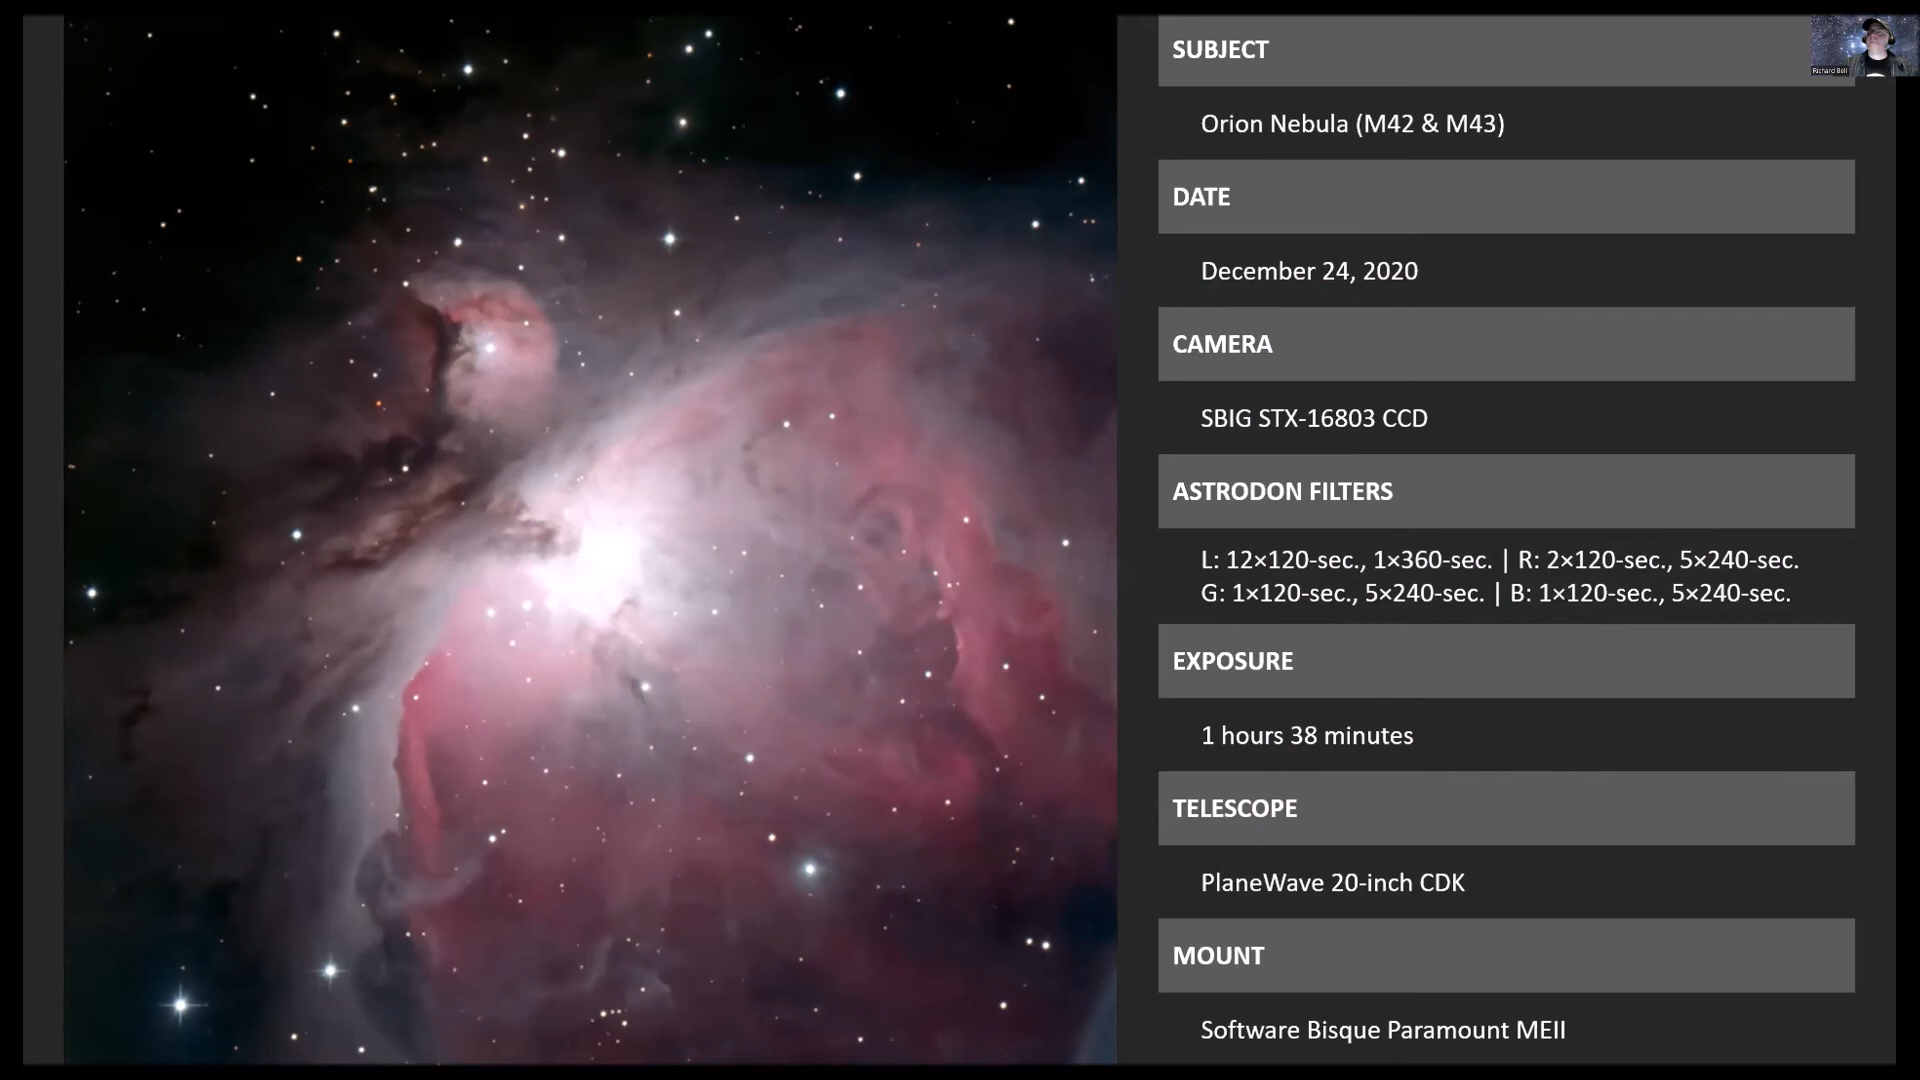 SUBJECT
Richard Bell
Orion Nebula (M42 & M43)
DATE
December 24, 2020
CAMERA
SBIG STX-16803 CCD
ASTRODON FILTERS
L: 12×120-sec., 1×360-sec. | R: 2×120-sec., 5×240-sec.
G: 1×120-sec., 5×240-sec. | B: 1×120-sec., 5×240-sec.
EXPOSURE
1 hours 38 minutes
TELESCOPE
PlaneWave 20-inch CDK
MOUNT
Software Bisque Paramount MEII